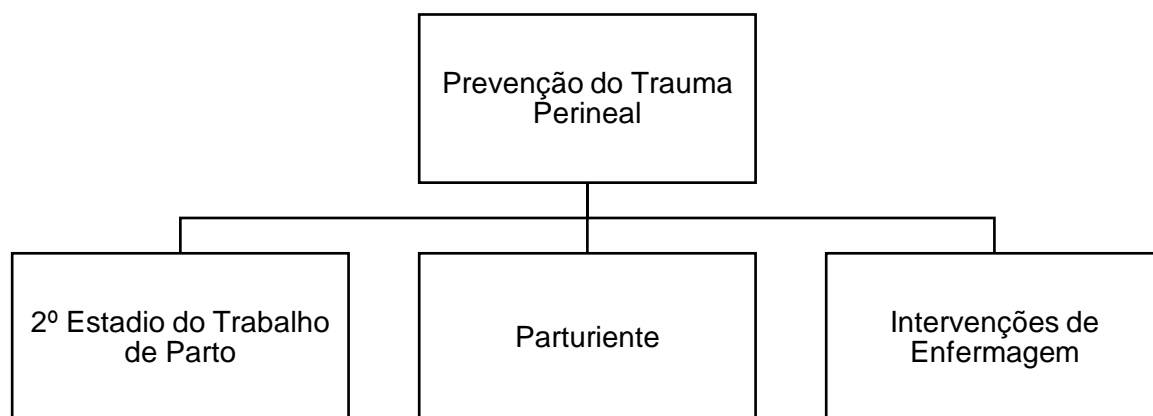 Prevenção do Trauma
Perineal
2º Estadio do Trabalho
de Parto
Parturiente
Intervenções de
Enfermagem